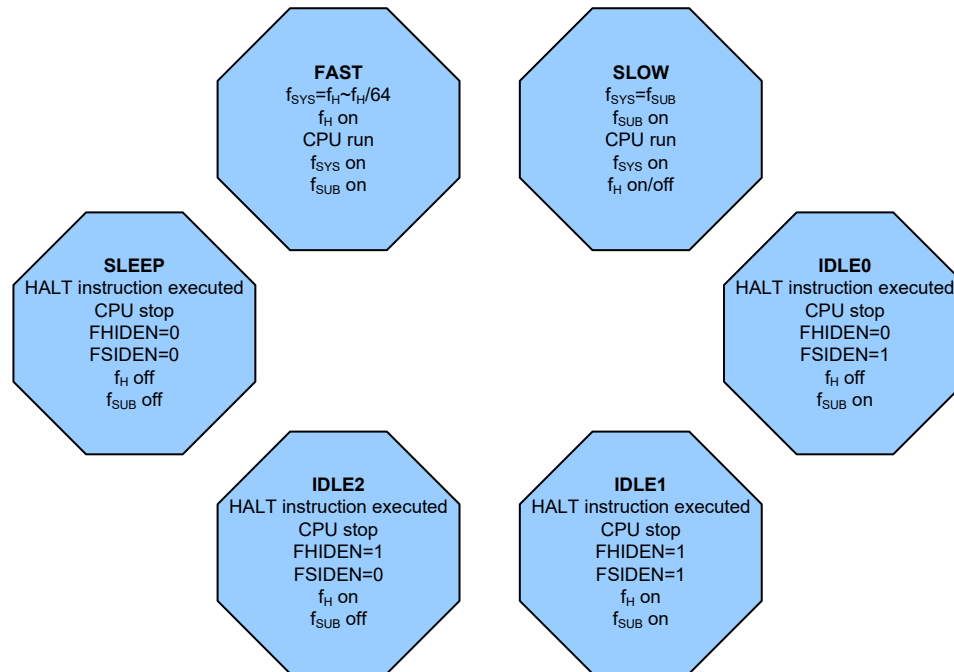 FAST
fSYS=fH~fH/64
fH on
CPU run
fSYS on
fSUB on
SLOW
fSYS=fSUB
fSUB on
CPU run
fSYS on
fH on/off
SLEEP
HALT instruction executed
CPU stop
FHIDEN=0
FSIDEN=0
fH off
fSUB off
IDLE0
HALT instruction executed
CPU stop
FHIDEN=0
FSIDEN=1
fH off
fSUB on
IDLE2
HALT instruction executed
CPU stop
FHIDEN=1
FSIDEN=0
fH on
fSUB off
IDLE1
HALT instruction executed
CPU stop
FHIDEN=1
FSIDEN=1
fH on
fSUB on